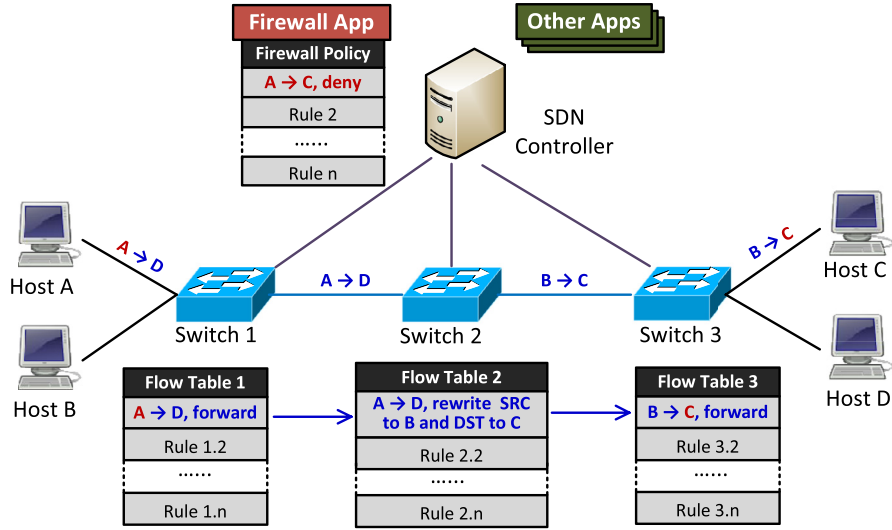 Firewall App
Firewall Policy
A → C, deny
Rule 2
......
Rule n
Other Apps
SDN
Controller
Host A
A → D
Switch 1
A → D
Switch 2
B → C
Switch 3
B → C
Host C
Host B
Host D
Flow Table 1
A → D, forward
Rule 1.2
......
Rule 1.n
Flow Table 2
A → D, rewrite SRC
to B and DST to C
Rule 2.2
......
Rule 2.n
Flow Table 3
B → C, forward
Rule 3.2
......
Rule 3.n